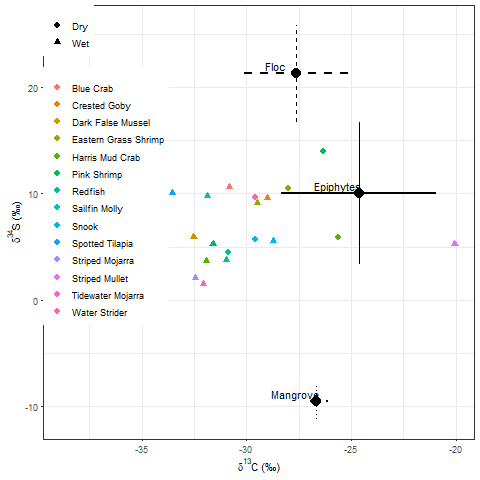 Dry
Wet
Blue Crab
Crested Goby
Dark False Mussel
Eastern Grass Shrimp
Harris Mud Crab
Pink Shrimp
Redfish
Sailfin Molly
Snook
Spotted Tilapia
Striped Mojarra
Striped Mullet
Tidewater Mojarra
Water Strider
Floc
Epiphytes
Mangrove
20
10
0
-10
δ³⁴S (‰)
-35
-30
-25
-20
δ¹³C (‰)